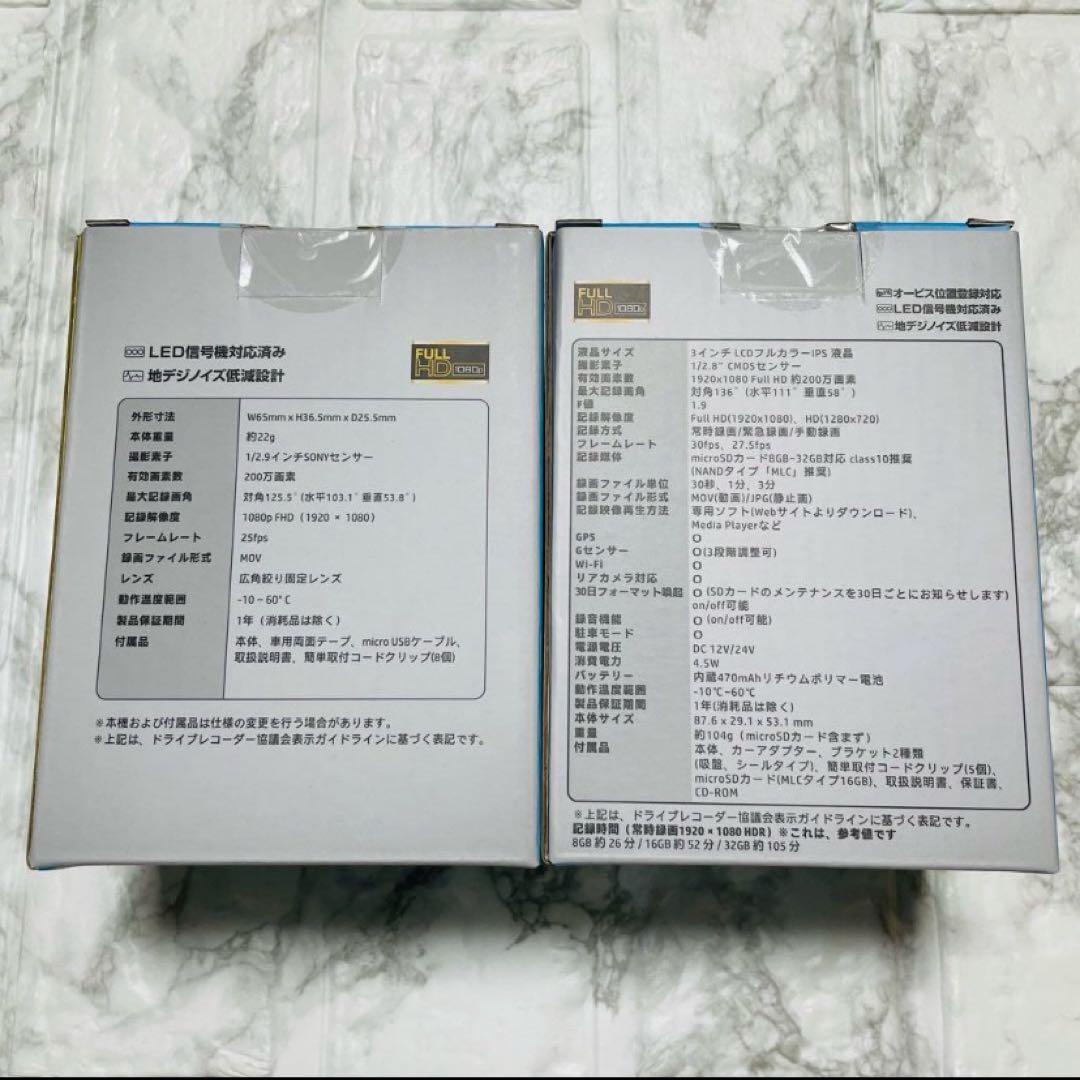 LED信号機対応済み
地デジノイズ低減設計
FULL
HD 1080p
外形寸法 W65mm x H36.5mm x D25.5mm
本体重量 約22g
撮影素子 1/2.9インチSONYセンサー
有効画素数 200万画素
最大記録画角 対角125.5°(水平103.1°垂直53.8°)
記録解像度 1080p FHD (1920 × 1080)
フレームレート 25fps
録画ファイル形式 MOV
レンズ 広角絞り固定レンズ
動作温度範囲 -10～60°C
製品保証期間 1年（消耗品は除く）
付属品 本体、車用両面テープ、micro USBケーブル、
取扱説明書、簡単取付コードクリップ(8個)
※本機および付属品は仕様の変更を行う場合があります。
※上記は、ドライブレコーダー協議会表示ガイドラインに基づく表記です。
FULL
HD 1080p
オービス位置登録対応
LED信号機対応済み
地デジノイズ低減設計
液晶サイズ 3インチ LCDフルカラーIPS 液晶
撮影素子 1/2.8" CMOSセンサー
有効画素数 1920x1080 Full HD 約200万画素
最大記録画角 対角136°(水平111°垂直58°)
F値 1.9
記録解像度 Full HD(1920x1080)、HD(1280x720)
記録方式 常時録画/緊急録画/手動録画
フレームレート 30fps、27.5fps
記録媒体 microSDカード8GB-32GB対応 class10推奨
(NANDタイプ「MLC」推奨)
録画ファイル単位 30秒、1分、3分
録画ファイル形式 MOV(動画)/JPG(静止画)
記録映像再生方法 専用ソフト(Webサイトよりダウンロード)、
Media Playerなど
GPS O
Gセンサー O(3段階調整可)
Wi-Fi O
リアカメラ対応 O
30日フォーマット喚起 O (SDカードのメンテナンスを30日ごとにお知らせします)
on/off可能
録音機能 O (on/off可能)
駐車モード O
電源電圧 DC 12V/24V
消費電力 4.5W
バッテリー 内蔵470mAhリチウムポリマー電池
動作温度範囲 -10℃~60℃
製品保証期間 1年(消耗品は除く)
本体サイズ 87.6 x 29.1 x 53.1 mm
重量 約104g (microSDカード含まず)
付属品 本体、カーアダプター、ブラケット2種類
(吸盤、シールタイプ)、簡単取付コードクリップ(5個)、
microSDカード(MLCタイプ16GB)、取扱説明書、保証書、
CD-ROM
※上記は、ドライブレコーダー協議会表示ガイドラインに基づく表記です。
記録時間（常時録画1920×1080 HDR）※これは、参考値です
8GB 約 26 分 / 16GB 約 52 分 / 32GB 約 105 分